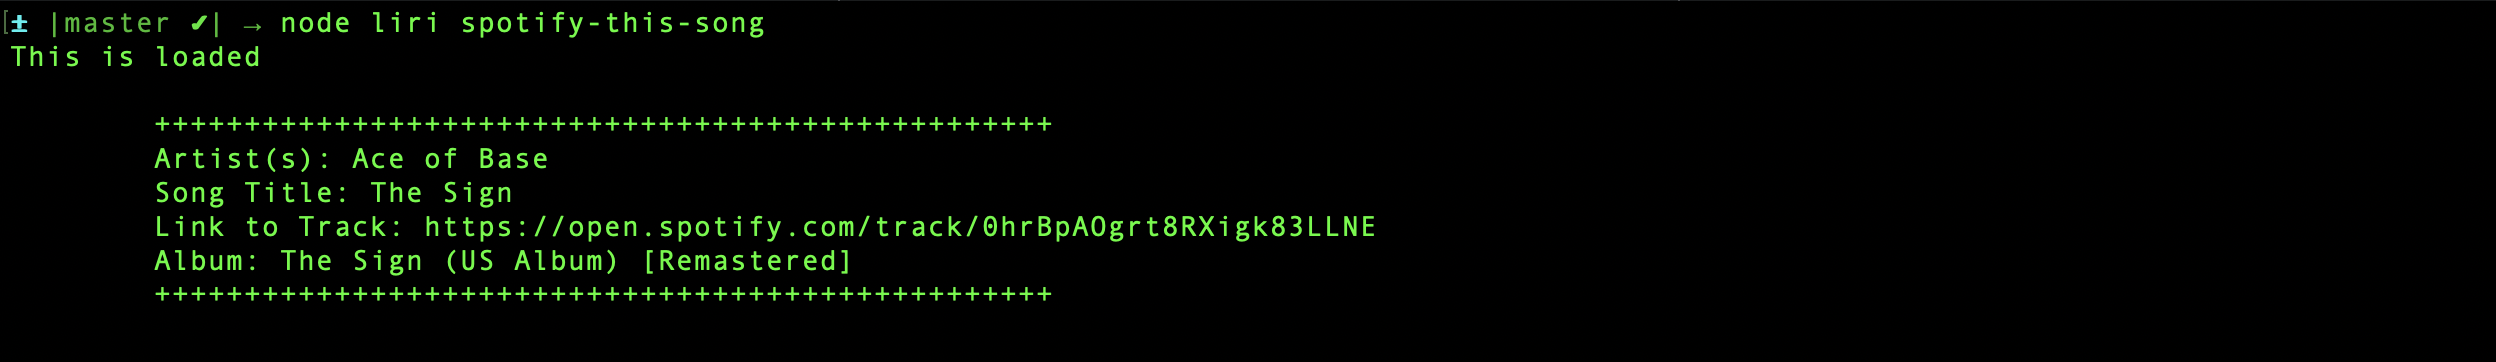 [± |master ✔| → node liri spotify-this-song
This is loaded
++++++++++++++++++++++++++++++++++++++++++++++++++
Artist(s): Ace of Base
Song Title: The Sign
Link to Track: https://open.spotify.com/track/0hrBpAOgrt8RXigk83LLNE
Album: The Sign (US Album) [Remastered]
++++++++++++++++++++++++++++++++++++++++++++++++++